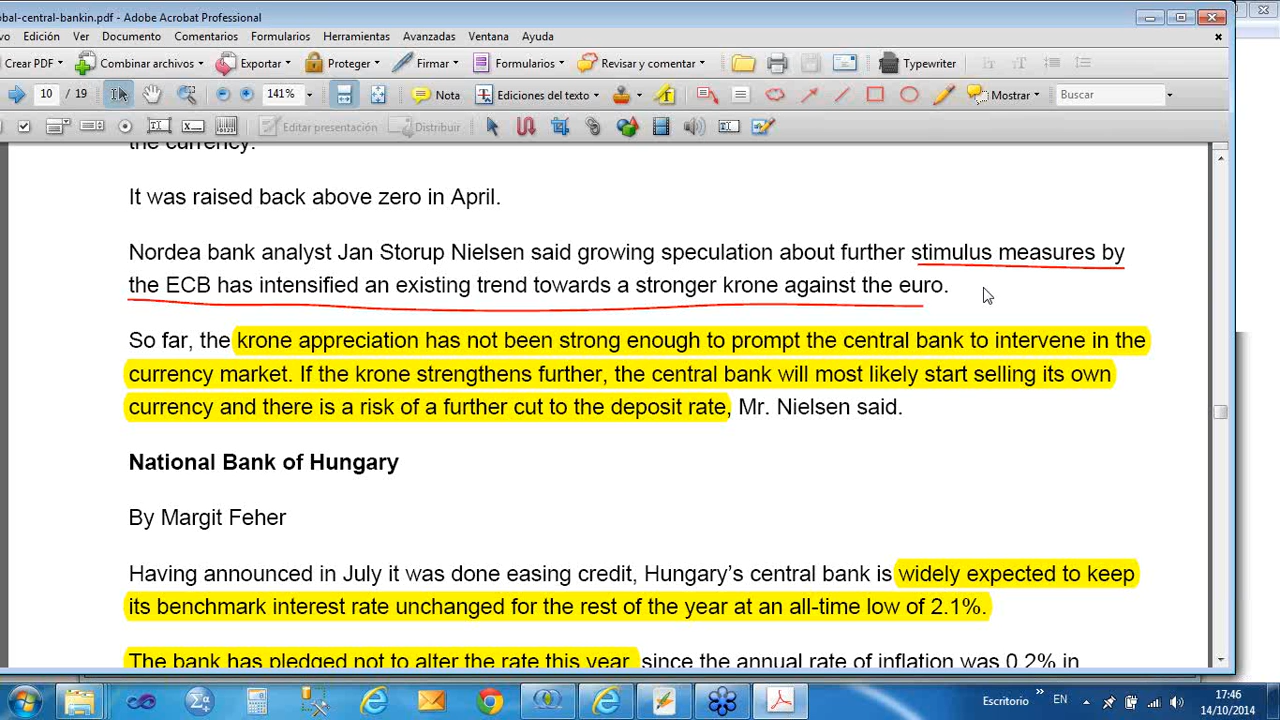 obal-central-bankin.pdf - Adobe Acrobat Professional
vo Edición Ver Documento Comentarios Formularios Herramientas Avanzadas Ventana Ayuda
Crear PDF Combinar archivos Exportar Proteger Firmar Formularios Revisar y comentar Typewriter
10 / 19 141% Nota Ediciones del texto Mostrar Buscar
Editar presentación Distribuir
the currency.
It was raised back above zero in April.
Nordea bank analyst Jan Storup Nielsen said growing speculation about further stimulus measures by
the ECB has intensified an existing trend towards a stronger krone against the euro.
So far, the krone appreciation has not been strong enough to prompt the central bank to intervene in the
currency market. If the krone strengthens further, the central bank will most likely start selling its own
currency and there is a risk of a further cut to the deposit rate, Mr. Nielsen said.
National Bank of Hungary
By Margit Feher
Having announced in July it was done easing credit, Hungary's central bank is widely expected to keep
its benchmark interest rate unchanged for the rest of the year at an all-time low of 2.1%.
The bank has pledged not to alter the rate this year since the annual rate of inflation was 0.2% in
Escritorio EN 17:46
14/10/2014